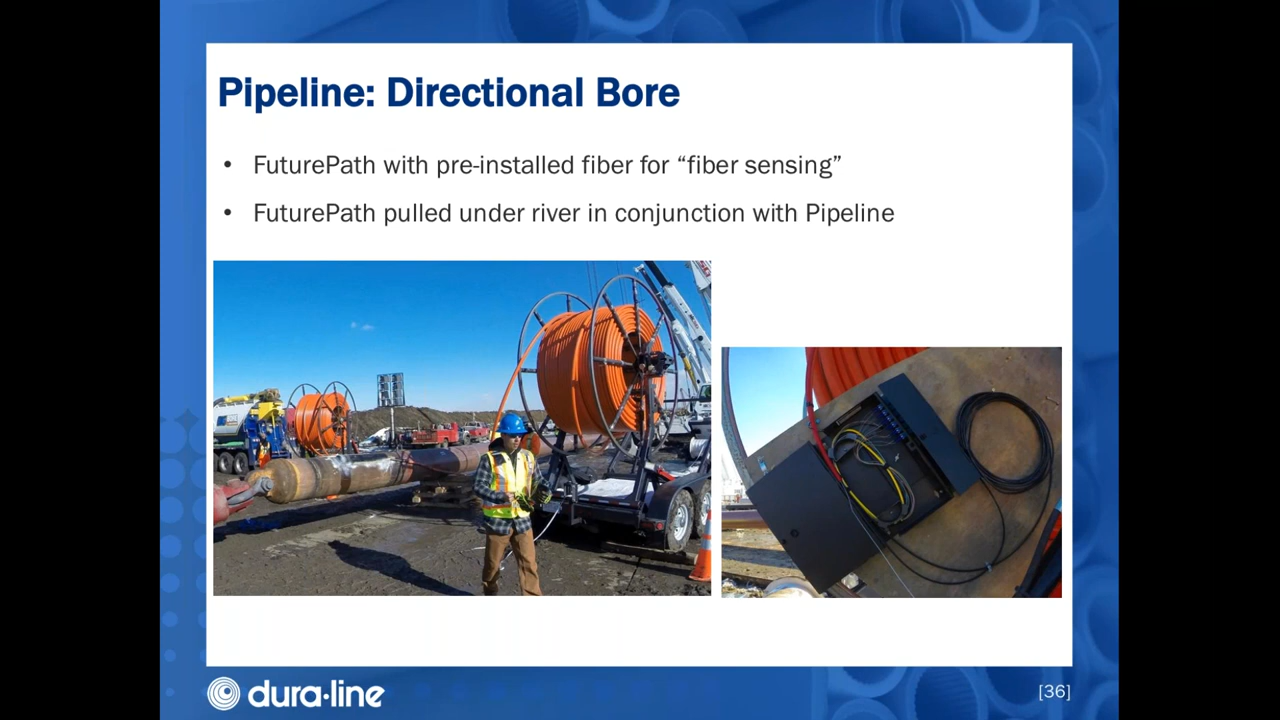 Pipeline: Directional Bore
• FuturePath with pre-installed fiber for “fiber sensing”
• FuturePath pulled under river in conjunction with Pipeline
dura·line
[36]